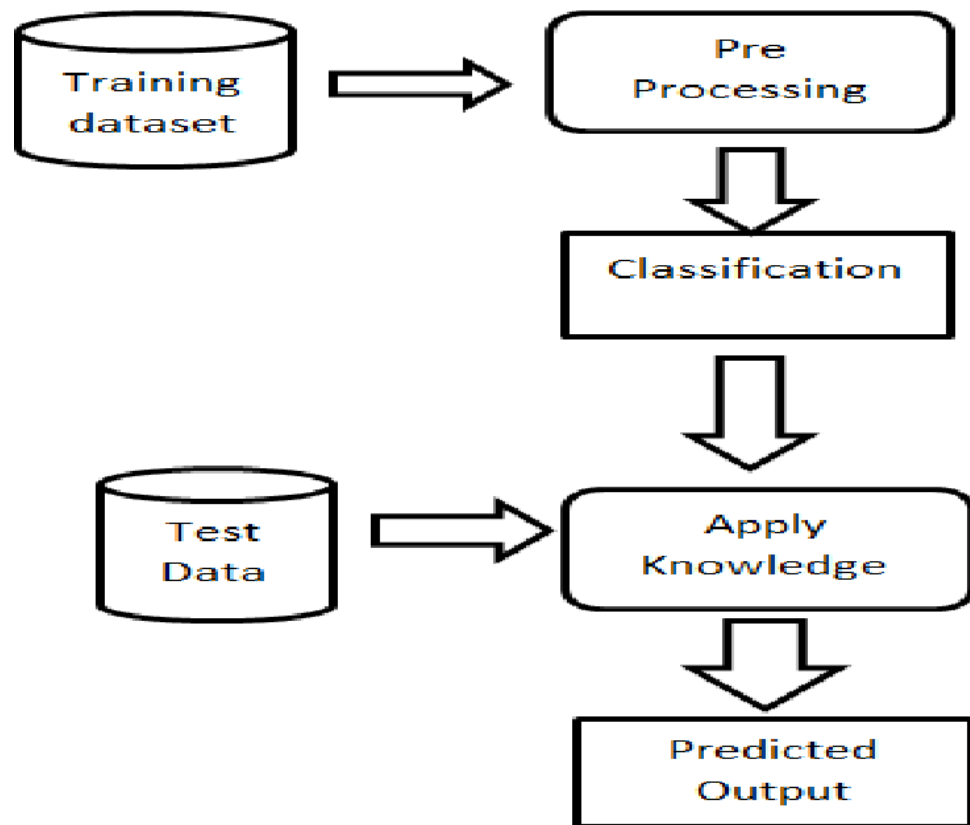 Training
dataset
Pre
Processing
Classification
Test
Data
Apply
Knowledge
Predicted
Output